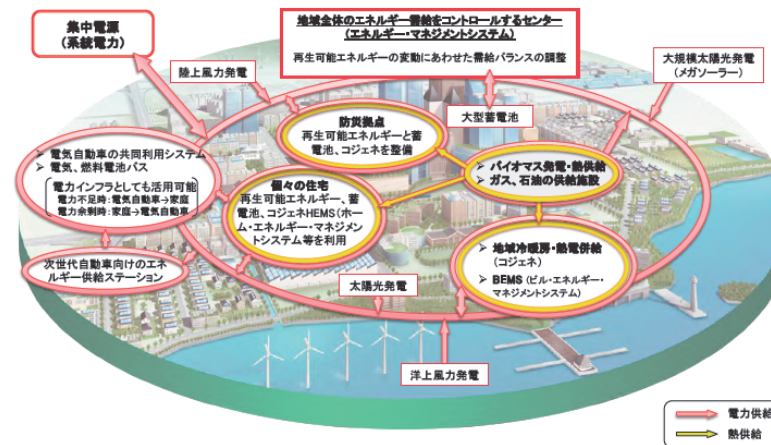 集中電源
(系統電力)
地域全体のエネルギー需給をコントロールするセンター
(エネルギー・マネジメントシステム)
再生可能エネルギーの変動にあわせた需給バランスの調整
陸上風力発電
大規模太陽光発電
(メガソーラー)
大型蓄電池
防災拠点
再生可能エネルギーと蓄
電池、コジェネを整備
➢ 電気自動車の共同利用システム
➢ 電気、燃料電池バス
電力インフラとしても活用可能
電力不足時:電気自動車→家庭
電力余剰時:家庭→電気自動車
➢ バイオマス発電・熱供給
➢ ガス、石油の供給施設
個々の住宅
再生可能エネルギー、蓄
電池、コジェネHEMS(ホー
ム・エネルギー・マネジメ
ントシステム等を利用
次世代自動車向けのエネ
ルギー供給ステーション
太陽光発電
➢ 地域冷暖房・熱電併給
(コジェネ)
➢ BEMS(ビル・エネルギー・
マネジメントシステム)
洋上風力発電
電力供給
熱供給